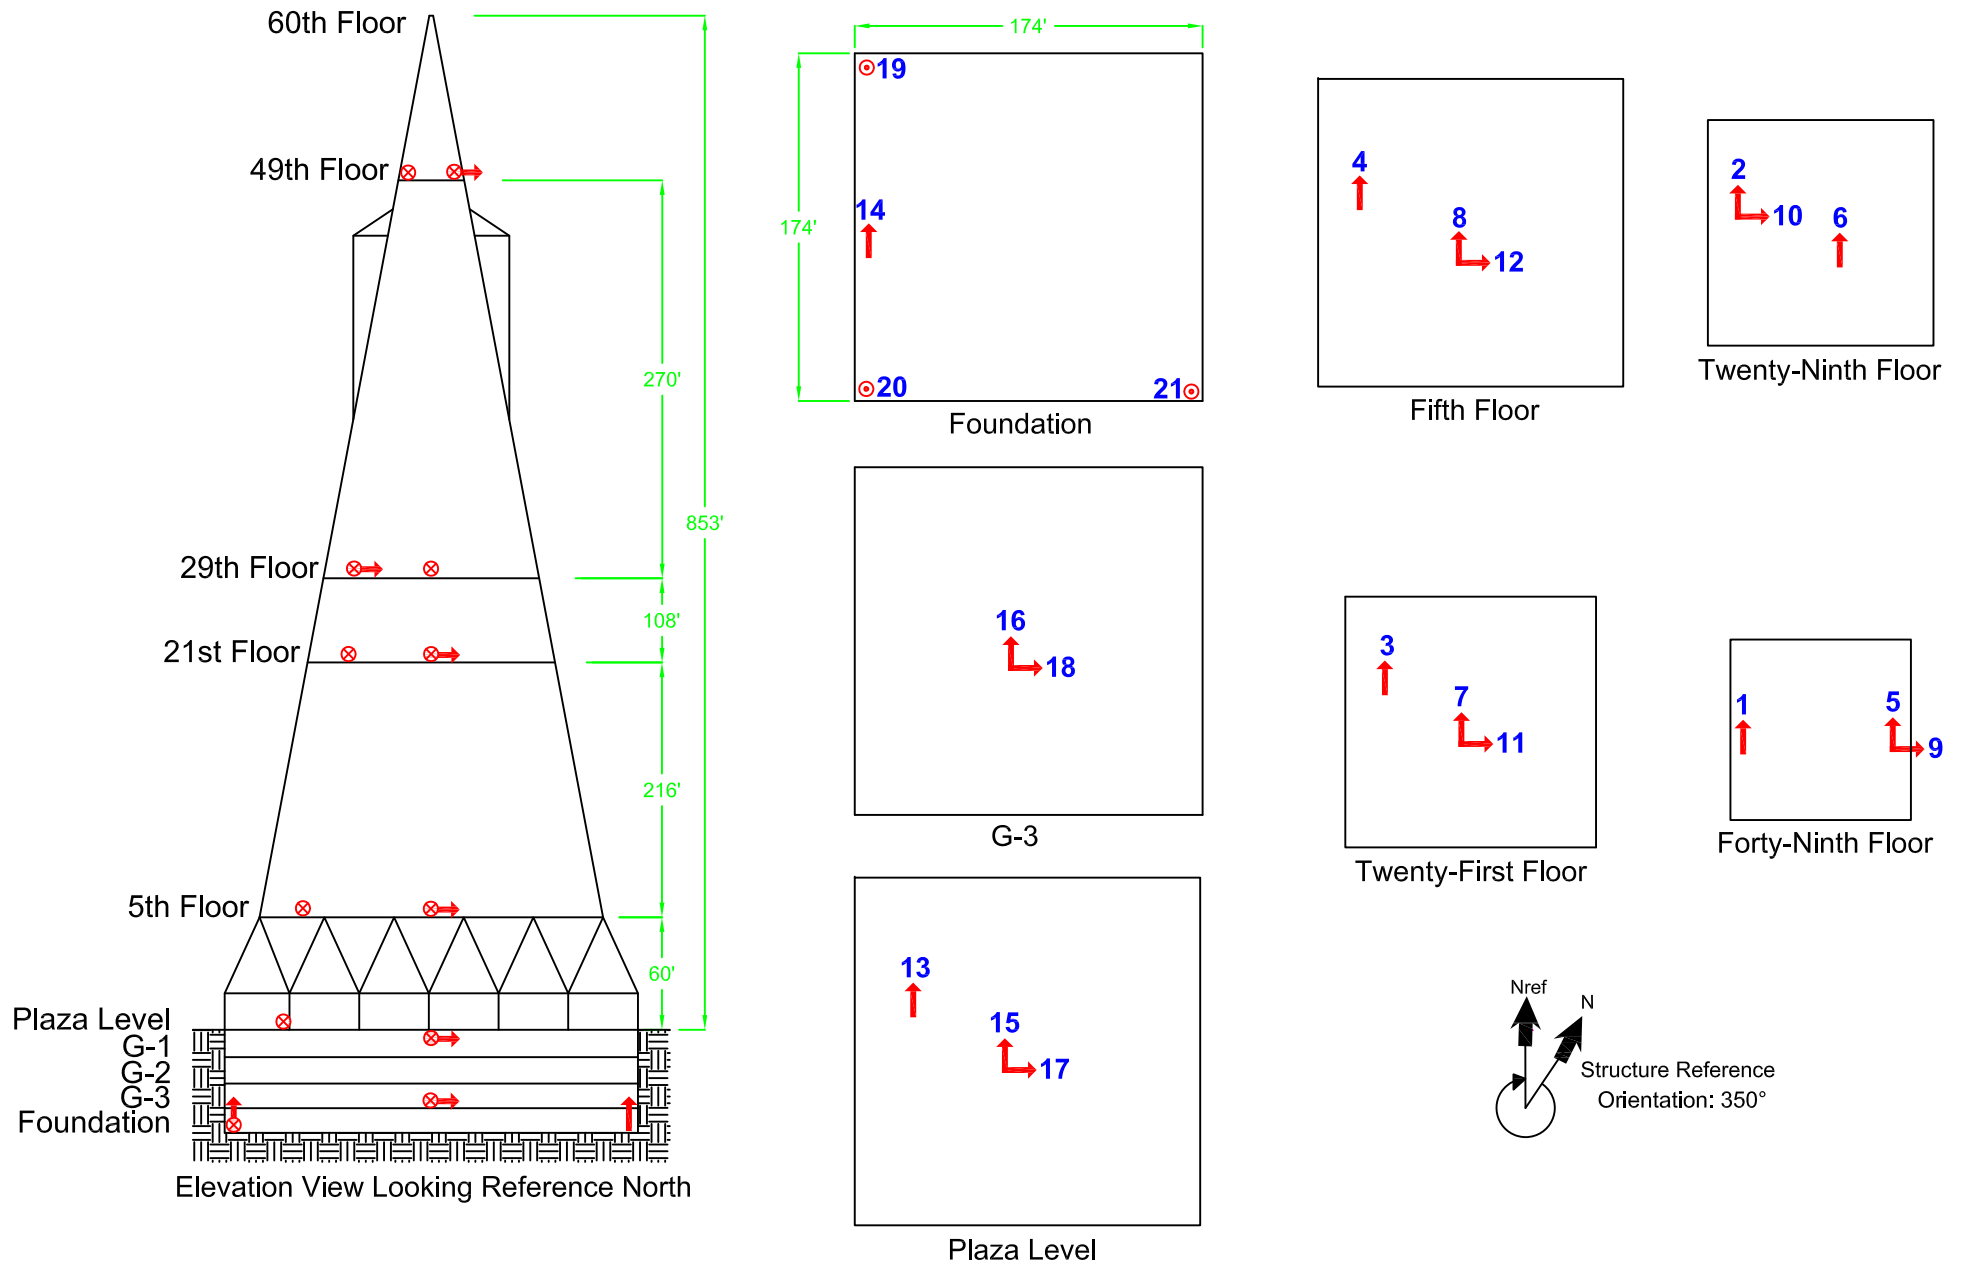 60th Floor
49th Floor
29th Floor
21st Floor
5th Floor
Plaza Level
G-1
G-2
G-3
Foundation
270'
108'
216'
60'
853'
Elevation View Looking Reference North
174'
174'
19
14
20
21
Foundation
16
18
G-3
13
15
17
Plaza Level
4
8
12
Fifth Floor
2
10
6
Twenty-Ninth Floor
3
7
11
Twenty-First Floor
1
5
9
Forty-Ninth Floor
Nref
N
Structure Reference
Orientation: 350°